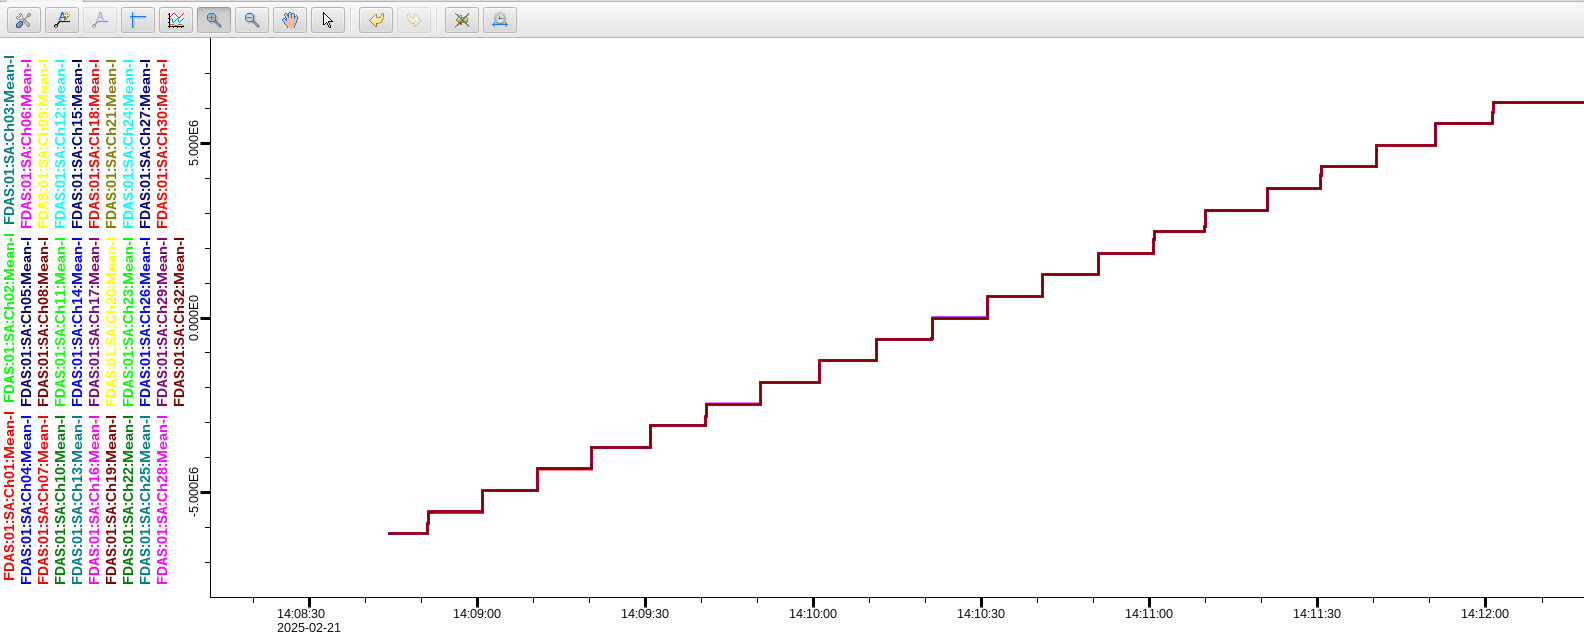 FDAS:01:SA:Ch01:Mean-I
FDAS:01:SA:Ch02:Mean-I
FDAS:01:SA:Ch03:Mean-I
FDAS:01:SA:Ch04:Mean-I
FDAS:01:SA:Ch05:Mean-I
FDAS:01:SA:Ch06:Mean-I
FDAS:01:SA:Ch07:Mean-I
FDAS:01:SA:Ch08:Mean-I
FDAS:01:SA:Ch09:Mean-I
FDAS:01:SA:Ch10:Mean-I
FDAS:01:SA:Ch11:Mean-I
FDAS:01:SA:Ch12:Mean-I
FDAS:01:SA:Ch13:Mean-I
FDAS:01:SA:Ch14:Mean-I
FDAS:01:SA:Ch15:Mean-I
FDAS:01:SA:Ch16:Mean-I
FDAS:01:SA:Ch17:Mean-I
FDAS:01:SA:Ch18:Mean-I
FDAS:01:SA:Ch19:Mean-I
FDAS:01:SA:Ch20:Mean-I
FDAS:01:SA:Ch21:Mean-I
FDAS:01:SA:Ch22:Mean-I
FDAS:01:SA:Ch23:Mean-I
FDAS:01:SA:Ch24:Mean-I
FDAS:01:SA:Ch25:Mean-I
FDAS:01:SA:Ch26:Mean-I
FDAS:01:SA:Ch27:Mean-I
FDAS:01:SA:Ch28:Mean-I
FDAS:01:SA:Ch29:Mean-I
FDAS:01:SA:Ch30:Mean-I
FDAS:01:SA:Ch32:Mean-I
5.000E6
0.000E0
-5.000E6
14:08:30
14:09:00
14:09:30
14:10:00
14:10:30
14:11:00
14:11:30
14:12:00
2025-02-21